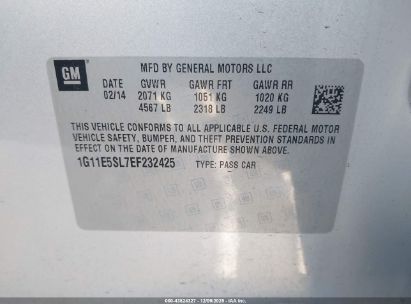 GM
MFD BY GENERAL MOTORS LLC
DATE GVWR GAWR FRT GAWR RR
02/14 2071 KG 1051 KG 1020 KG
4567 LB 2318 LB 2249 LB
THIS VEHICLE CONFORMS TO ALL APPLICABLE U.S. FEDERAL MOTOR
VEHICLE SAFETY, BUMPER, AND THEFT PREVENTION STANDARDS IN
EFFECT ON THE DATE OF MANUFACTURE SHOWN ABOVE.
1G11E5SL7EF232425 TYPE: PASS CAR